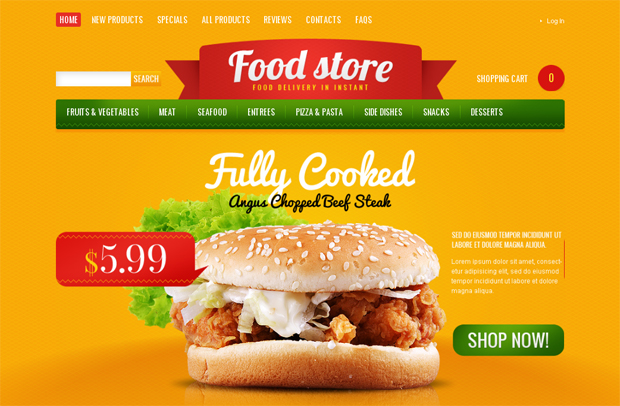 HOME NEW PRODUCTS SPECIALS ALL PRODUCTS REVIEWS CONTACTS FAQS Log In
Food store
FOOD DELIVERY IN INSTANT
SEARCH
SHOPPING CART 0
FRUITS & VEGETABLES MEAT SEAFOOD ENTREES PIZZA & PASTA SIDE DISHES SNACKS DESSERTS
Fully Cooked
Angus Chopped Beef Steak
$5.99
SED DO EIUSMOD TEMPOR INCIDIDUNT UT
LABORE ET DOLORE MAGNA ALIQUA.
Lorem ipsum dolor sit amet, consect-
etur adipisicing elit, sed do eiusmod
tempor incididunt ut labore et dolore
magna aliqua.
SHOP NOW!